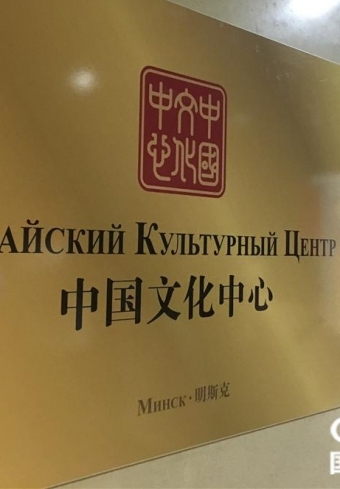 中国
文化
中心
АЙСКИЙ КУЛЬТУРНЫЙ ЦЕНТР
中国文化中心
МИНСК·明斯克
国